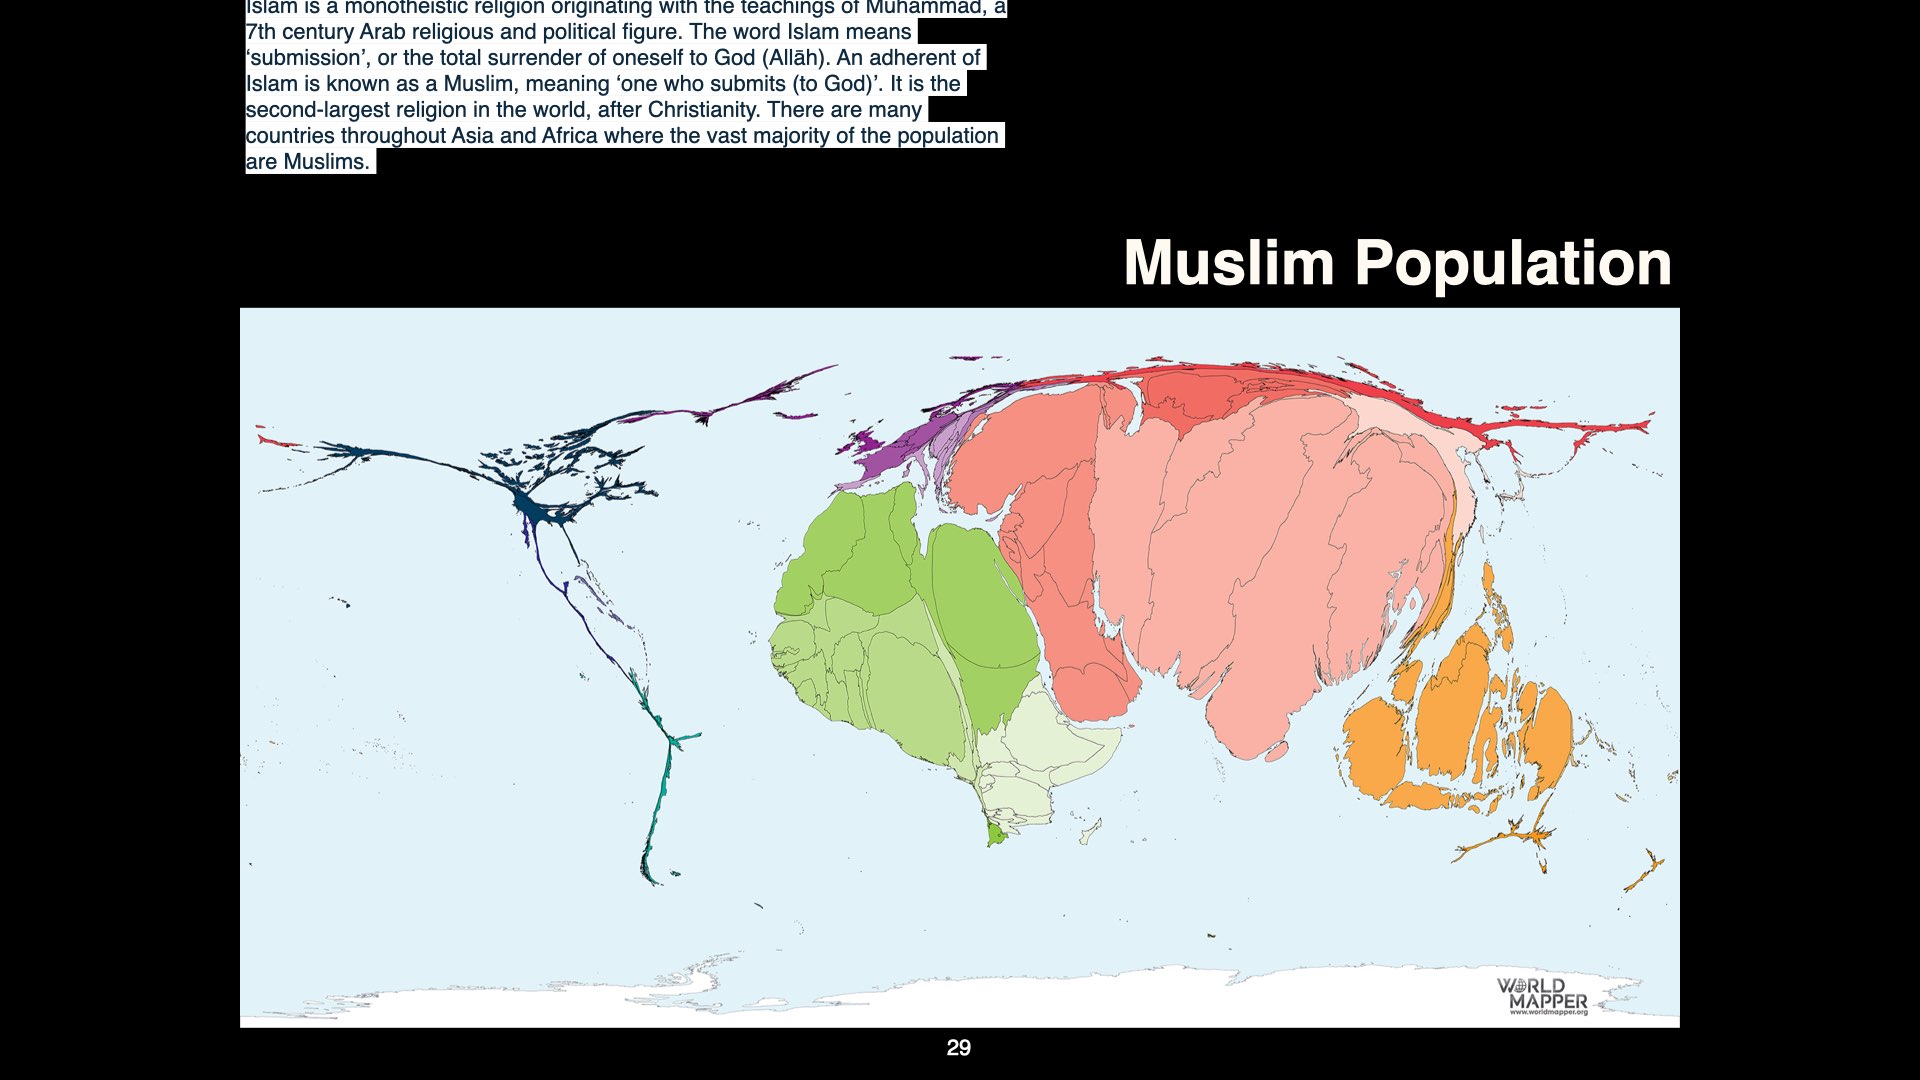 Islam is a monotheistic religion originating with the teachings of Muhammad, a
7th century Arab religious and political figure. The word Islam means
‘submission’, or the total surrender of oneself to God (Allāh). An adherent of
Islam is known as a Muslim, meaning ‘one who submits (to God)’. It is the
second-largest religion in the world, after Christianity. There are many
countries throughout Asia and Africa where the vast majority of the population
are Muslims.
Muslim Population
WORLD
MAPPER
www.worldmapper.org
29